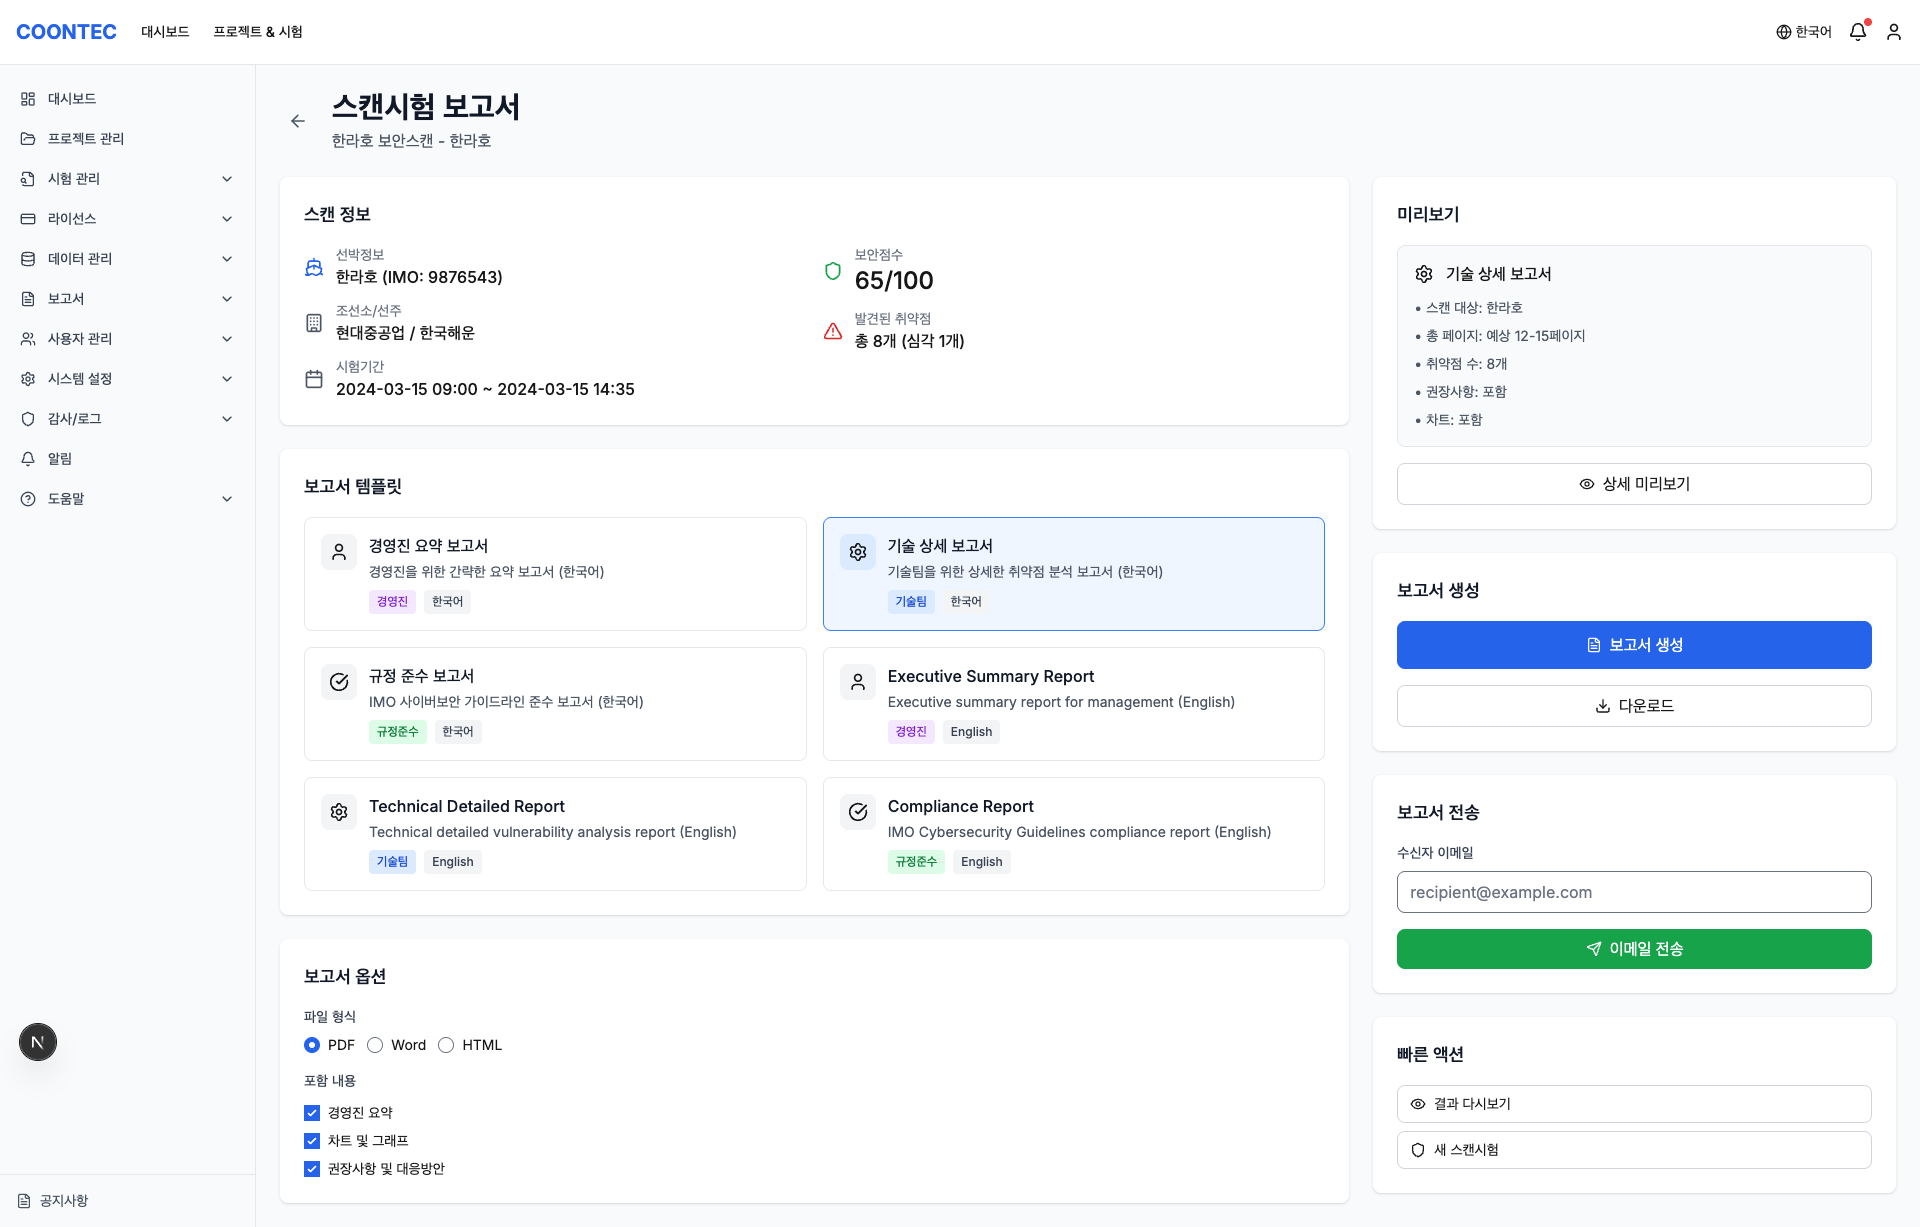 COONTEC
대시보드
프로젝트 & 시험
한국어
대시보드
프로젝트 관리
시험 관리
라이선스
데이터 관리
보고서
사용자 관리
시스템 설정
감사/로그
알림
도움말
공지사항
스캔시험 보고서
한라호 보안스캔 - 한라호
스캔 정보
선박정보
한라호 (IMO: 9876543)
조선소/선주
현대중공업 / 한국해운
시험기간
2024-03-15 09:00 ~ 2024-03-15 14:35
보안점수
65/100
발견된 취약점
총 8개 (심각 1개)
보고서 템플릿
경영진 요약 보고서
경영진을 위한 간략한 요약 보고서 (한국어)
경영진 한국어
기술 상세 보고서
기술팀을 위한 상세한 취약점 분석 보고서 (한국어)
기술팀 한국어
규정 준수 보고서
IMO 사이버보안 가이드라인 준수 보고서 (한국어)
규정준수 한국어
Executive Summary Report
Executive summary report for management (English)
경영진 English
Technical Detailed Report
Technical detailed vulnerability analysis report (English)
기술팀 English
Compliance Report
IMO Cybersecurity Guidelines compliance report (English)
규정준수 English
보고서 옵션
파일 형식
PDF Word HTML
포함 내용
경영진 요약
차트 및 그래프
권장사항 및 대응방안
미리보기
기술 상세 보고서
• 스캔 대상: 한라호
• 총 페이지: 예상 12-15페이지
• 취약점 수: 8개
• 권장사항: 포함
• 차트: 포함
상세 미리보기
보고서 생성
보고서 생성
다운로드
보고서 전송
수신자 이메일
recipient@example.com
이메일 전송
빠른 액션
결과 다시보기
새 스캔시험
N